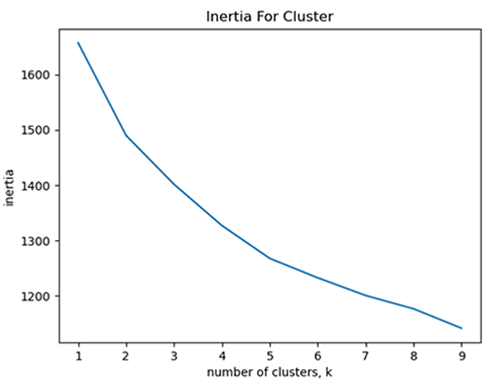 Inertia For Cluster
1600
1500
1400
1300
1200
inertia
1 2 3 4 5 6 7 8 9
number of clusters, k